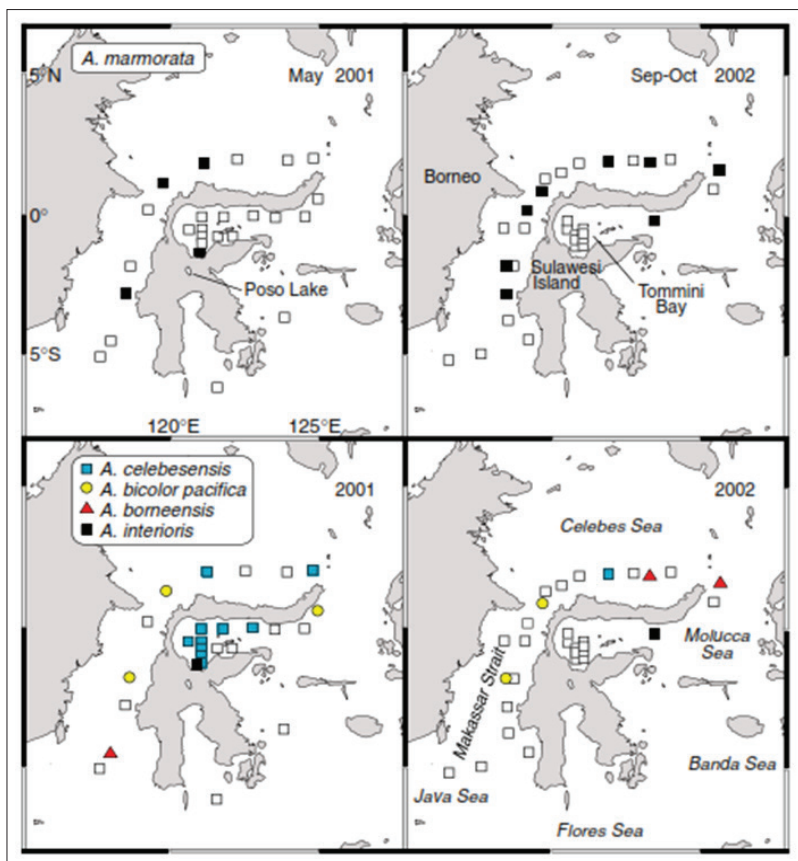 A. marmorata
May 2001
5°N
0°
5°S
Poso Lake
120°E
125°E
Sep-Oct 2002
Borneo
Sulawesi
Island
Tommini
Bay
A. celebesensis
A. bicolor pacifica
A. borneensis
A. interioris
2001
2002
Celebes Sea
Molucca
Sea
Makassar Strait
Banda Sea
Java Sea
Flores Sea